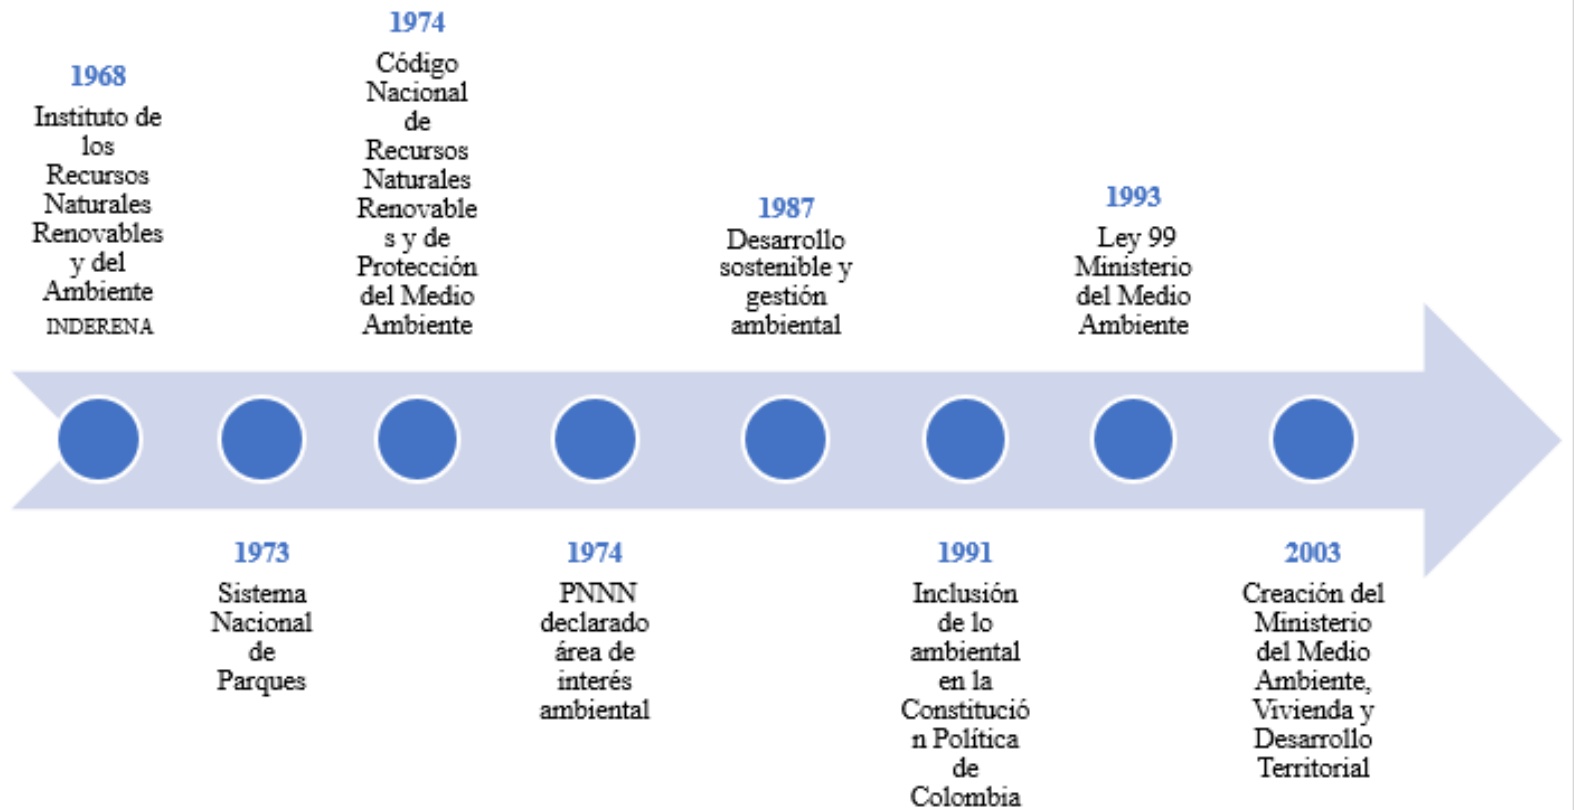 1968
Instituto de
los
Recursos
Naturales
Renovables
y del
Ambiente
INDERENA
1973
Sistema
Nacional
de
Parques
1974
Código
Nacional
de
Recursos
Naturales
Renovable
s y de
Protección
del Medio
Ambiente
1974
PNNN
declarado
área de
interés
ambiental
1987
Desarrollo
sostenible y
gestión
ambiental
1991
Inclusión
de lo
ambiental
en la
Constitució
n Política
de
Colombia
1993
Ley 99
Ministerio
del Medio
Ambiente
2003
Creación del
Ministerio
del Medio
Ambiente,
Vivienda y
Desarrollo
Territorial